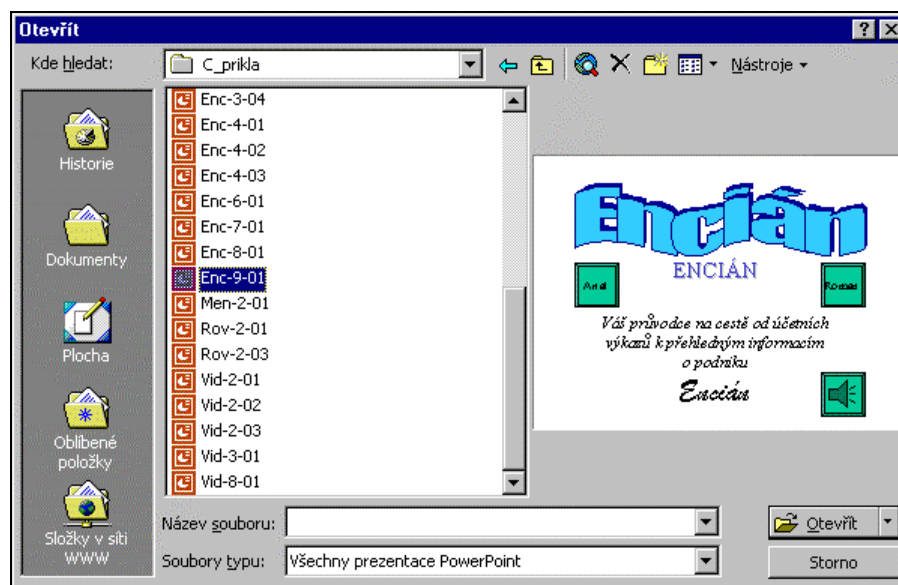 Otevřít
Kde hledat:
C_prikla
Nástroje
Historie
Dokumenty
Plocha
Oblíbené
položky
Složky v síti
WWW
Enc-3-04
Enc-4-01
Enc-4-02
Enc-4-03
Enc-6-01
Enc-7-01
Enc-8-01
Enc-9-01
Men-2-01
Rov-2-01
Rov-2-03
Vid-2-01
Vid-2-02
Vid-2-03
Vid-3-01
Vid-8-01
Encián
ENCIÁN
Arial
Roman
Váš průvodce na cestě od účetních
výkazů k přehledným informacím
o podniku
Encián
Název souboru:
Otevřít
Soubory typu:
Všechny prezentace PowerPoint
Storno